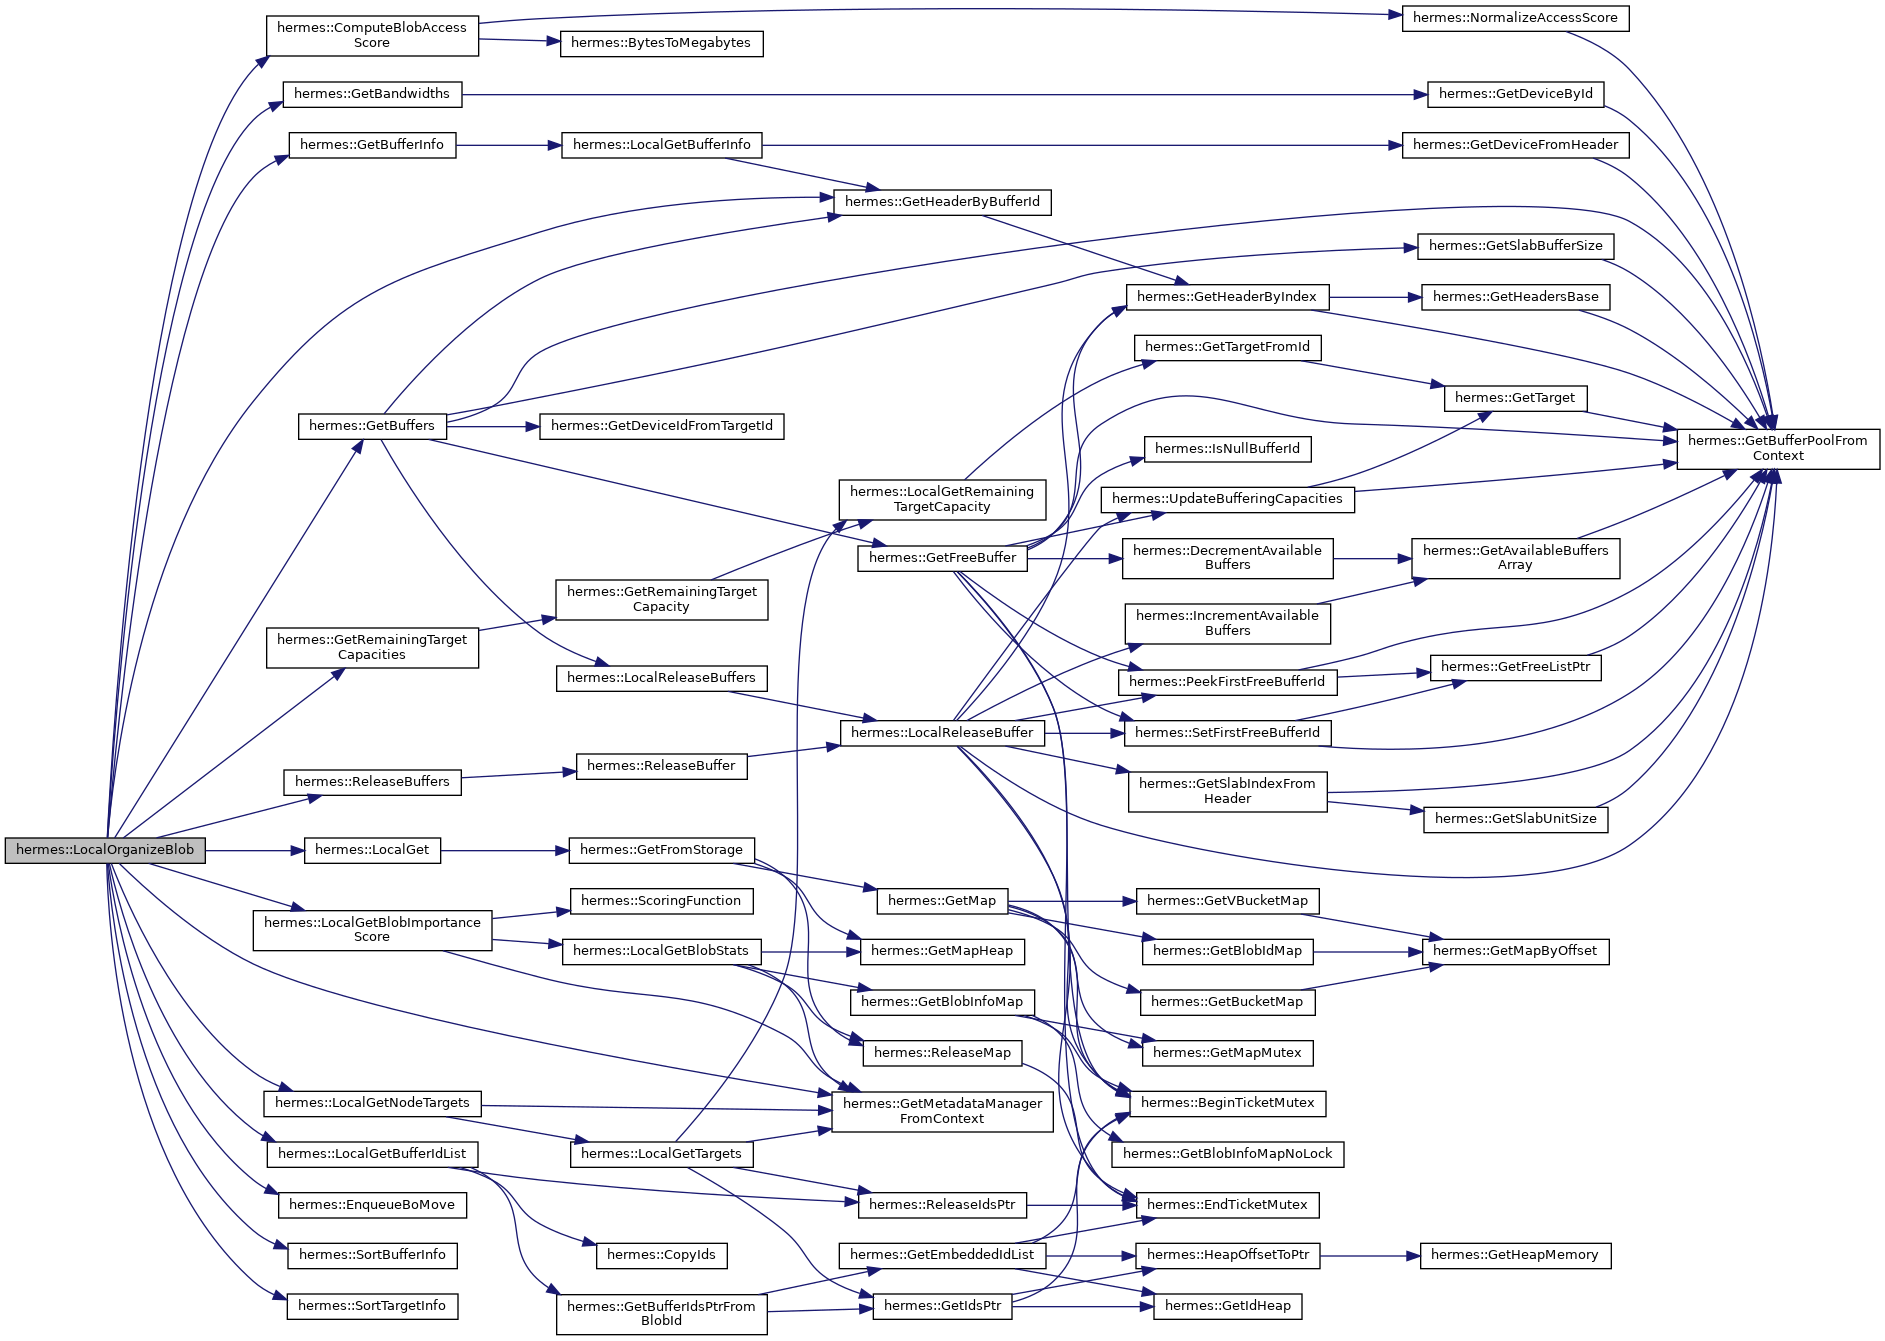 hermes::LocalOrganizeBlob
hermes::ComputeBlobAccess
Score
hermes::GetBandwidths
hermes::GetBufferInfo
hermes::GetBuffers
hermes::GetRemainingTarget
Capacities
hermes::ReleaseBuffers
hermes::LocalGet
hermes::LocalGetBlobImportance
Score
hermes::LocalGetNodeTargets
hermes::LocalGetBufferIdList
hermes::EnqueueBoMove
hermes::SortBufferInfo
hermes::SortTargetInfo
hermes::BytesToMegabytes
hermes::LocalGetBufferInfo
hermes::GetDeviceIdFromTargetId
hermes::GetRemainingTarget
Capacity
hermes::LocalReleaseBuffers
hermes::ReleaseBuffer
hermes::GetFromStorage
hermes::ScoringFunction
hermes::LocalGetBlobStats
hermes::LocalGetTargets
hermes::CopyIds
hermes::GetBufferIdsPtrFrom
BlobId
hermes::GetHeaderByBufferId
hermes::LocalGetRemaining
TargetCapacity
hermes::GetFreeBuffer
hermes::LocalReleaseBuffer
hermes::GetMap
hermes::GetMapHeap
hermes::GetBlobInfoMap
hermes::ReleaseMap
hermes::GetMetadataManager
FromContext
hermes::ReleaseIdsPtr
hermes::GetEmbeddedIdList
hermes::GetIdsPtr
hermes::GetHeaderByIndex
hermes::GetTargetFromId
hermes::IsNullBufferId
hermes::UpdateBufferingCapacities
hermes::DecrementAvailable
Buffers
hermes::IncrementAvailable
Buffers
hermes::PeekFirstFreeBufferId
hermes::SetFirstFreeBufferId
hermes::GetSlabIndexFrom
Header
hermes::GetVBucketMap
hermes::GetBlobIdMap
hermes::GetBucketMap
hermes::GetMapMutex
hermes::BeginTicketMutex
hermes::GetBlobInfoMapNoLock
hermes::EndTicketMutex
hermes::HeapOffsetToPtr
hermes::GetIdHeap
hermes::NormalizeAccessScore
hermes::GetDeviceById
hermes::GetDeviceFromHeader
hermes::GetSlabBufferSize
hermes::GetHeadersBase
hermes::GetTarget
hermes::GetAvailableBuffers
Array
hermes::GetFreeListPtr
hermes::GetSlabUnitSize
hermes::GetMapByOffset
hermes::GetHeapMemory
hermes::GetBufferPoolFrom
Context